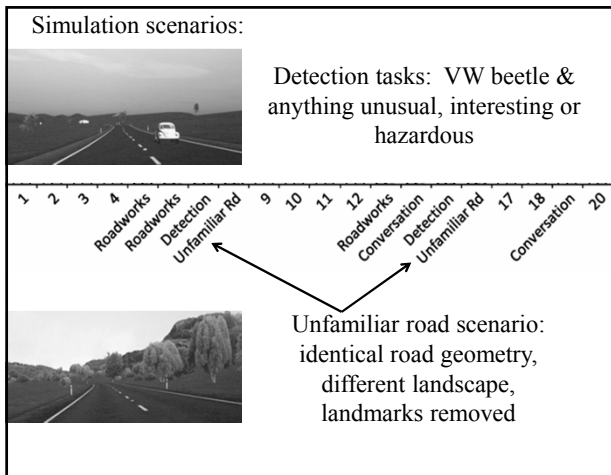 Simulation scenarios:
Detection tasks: VW beetle &
anything unusual, interesting or
hazardous
1
2
3
4
Roadworks
Roadworks
Detection
Unfamiliar Rd
9
10
11
12
Roadworks
Conversation
Detection
Unfamiliar Rd
17
18
Conversation
20
Unfamiliar road scenario:
identical road geometry,
different landscape,
landmarks removed